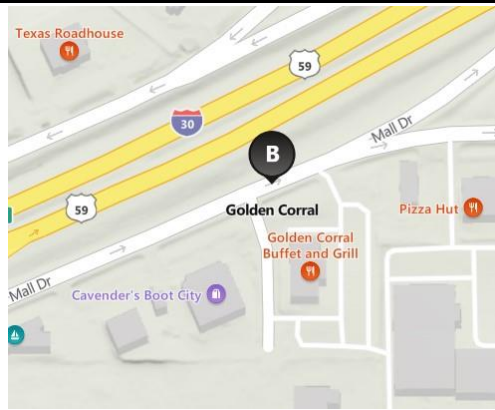 Texas Roadhouse
59
30
B
Mall Dr
59
Golden Corral
Pizza Hut
Golden Corral
Buffet and Grill
Mall Dr
Cavender's Boot City